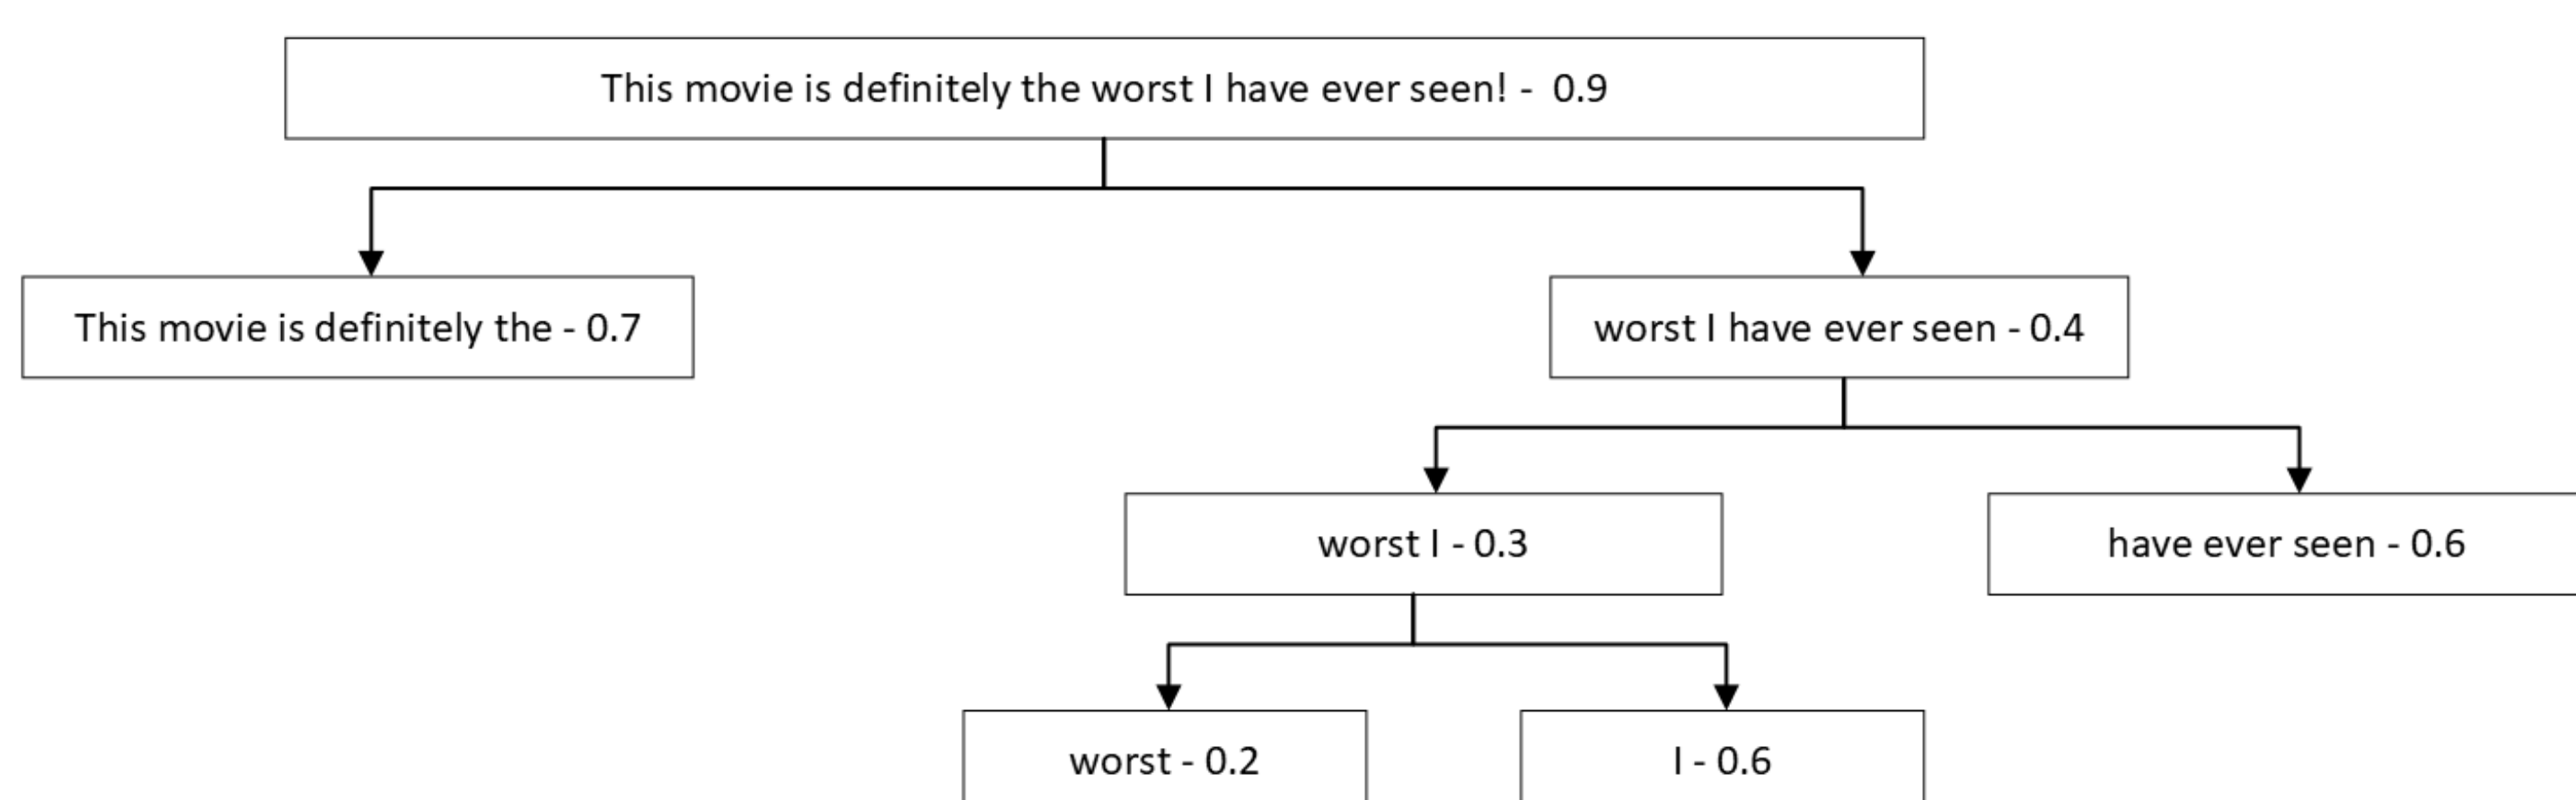 This movie is definitely the worst I have ever seen! - 0.9
This movie is definitely the - 0.7
worst I have ever seen - 0.4
worst I - 0.3
have ever seen - 0.6
worst - 0.2
I - 0.6